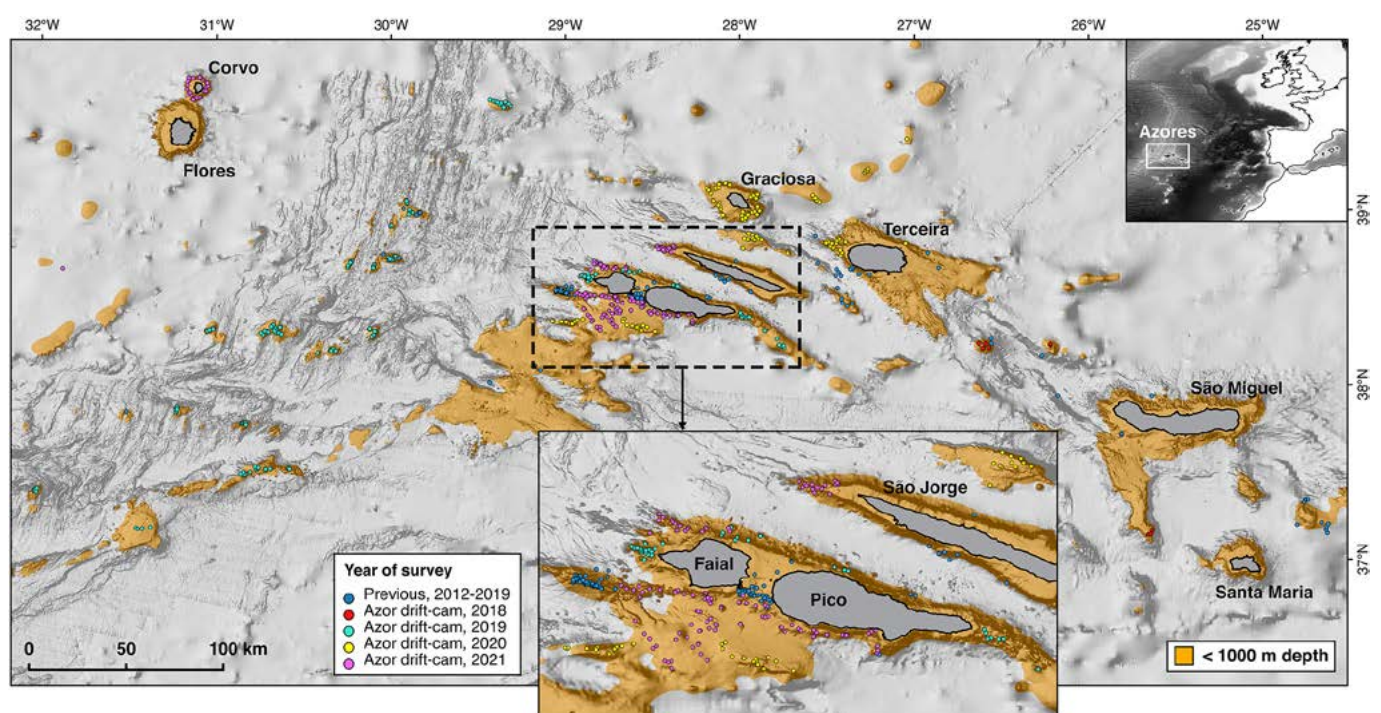 32°W 31°W 30°W 29°W 28°W 27°W 26°W 25°W
Corvo
Flores
Graciosa
Terceira
Azores
39°N
38°N
São Miguel
37°N
Santa Maria
São Jorge
Faial
Pico
Year of survey
Previous, 2012-2019
Azor drift-cam, 2018
Azor drift-cam, 2019
Azor drift-cam, 2020
Azor drift-cam, 2021
0 50 100 km
< 1000 m depth